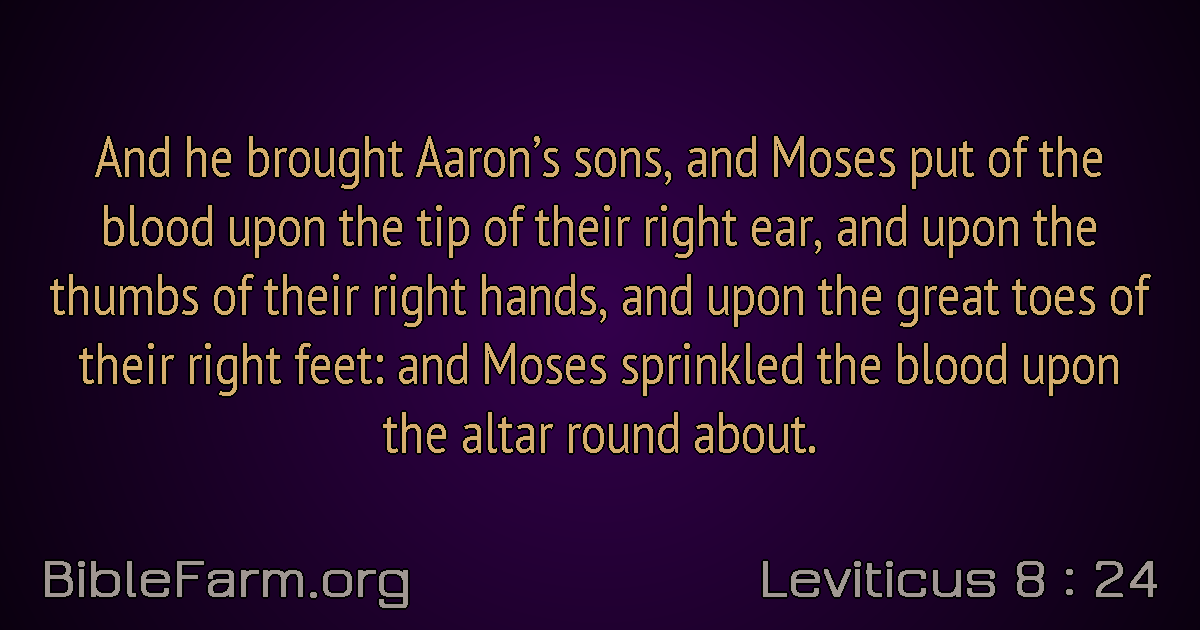 And he brought Aaron’s sons, and Moses put of the
blood upon the tip of their right ear, and upon the
thumbs of their right hands, and upon the great toes of
their right feet: and Moses sprinkled the blood upon
the altar round about.
BibleFarm.org
Leviticus 8 : 24